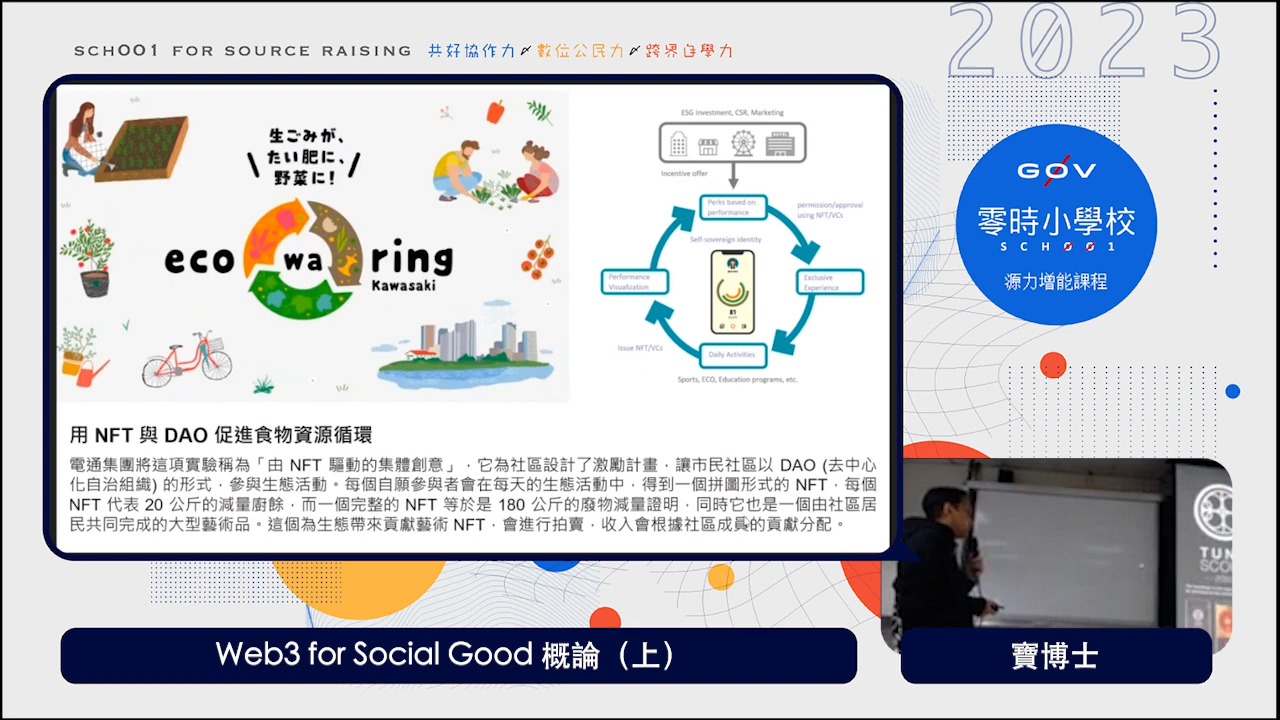 2023
SCHOO1 FOR SOURCE RAISING 共好協作力 數位公民力 跨界自學力
GØV
零時小學校
SCHØØ1
源力增能課程
生ごみが、
たい肥に、
野菜に!
eco wa ring
Kawasaki
ESG investment, CSR, Marketing
Incentive offer
Perks based on
performance
permission/approval
using NFT/VCs
Self-sovereign identity
Performance
Visualization
Exclusive
Experience
81
Issue NFT/VCs
Daily Activities
Sports, ECO, Education programs, etc.
用 NFT 與 DAO 促進食物資源循環
電通集團將這項實驗稱為「由 NFT 驅動的集體創意」，它為社區設計了激勵計畫，讓市民社區以 DAO (去中心
化自治組織) 的形式，參與生態活動。每個自願參與者會在每天的生態活動中，得到一個拼圖形式的 NFT，每個
NFT 代表 20 公斤的減量廚餘，而一個完整的 NFT 等於是 180 公斤的廢物減量證明，同時它也是一個由社區居
民共同完成的大型藝術品。這個為生態帶來貢獻藝術 NFT，會進行拍賣，收入會根據社區成員的貢獻分配。
TUN
SCO
Web3 for Social Good 概論（上）
寶博士